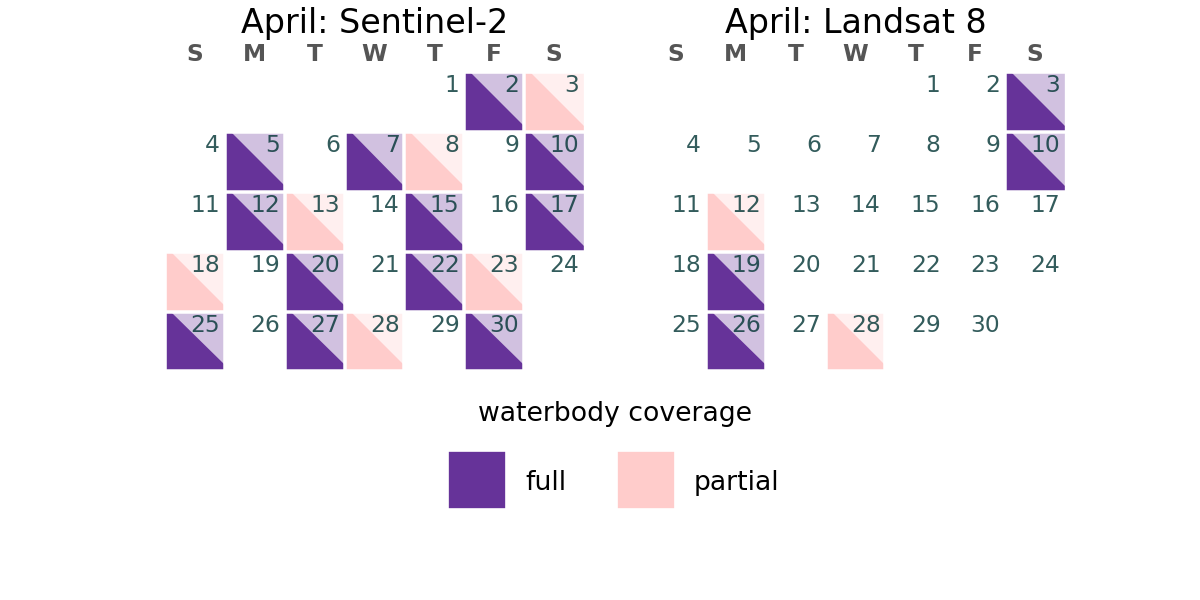 April: Sentinel-2
S M T W T F S
1 2 3
4 5 6 7 8 9 10
11 12 13 14 15 16 17
18 19 20 21 22 23 24
25 26 27 28 29 30
April: Landsat 8
S M T W T F S
1 2 3
4 5 6 7 8 9 10
11 12 13 14 15 16 17
18 19 20 21 22 23 24
25 26 27 28 29 30
waterbody coverage
full
partial